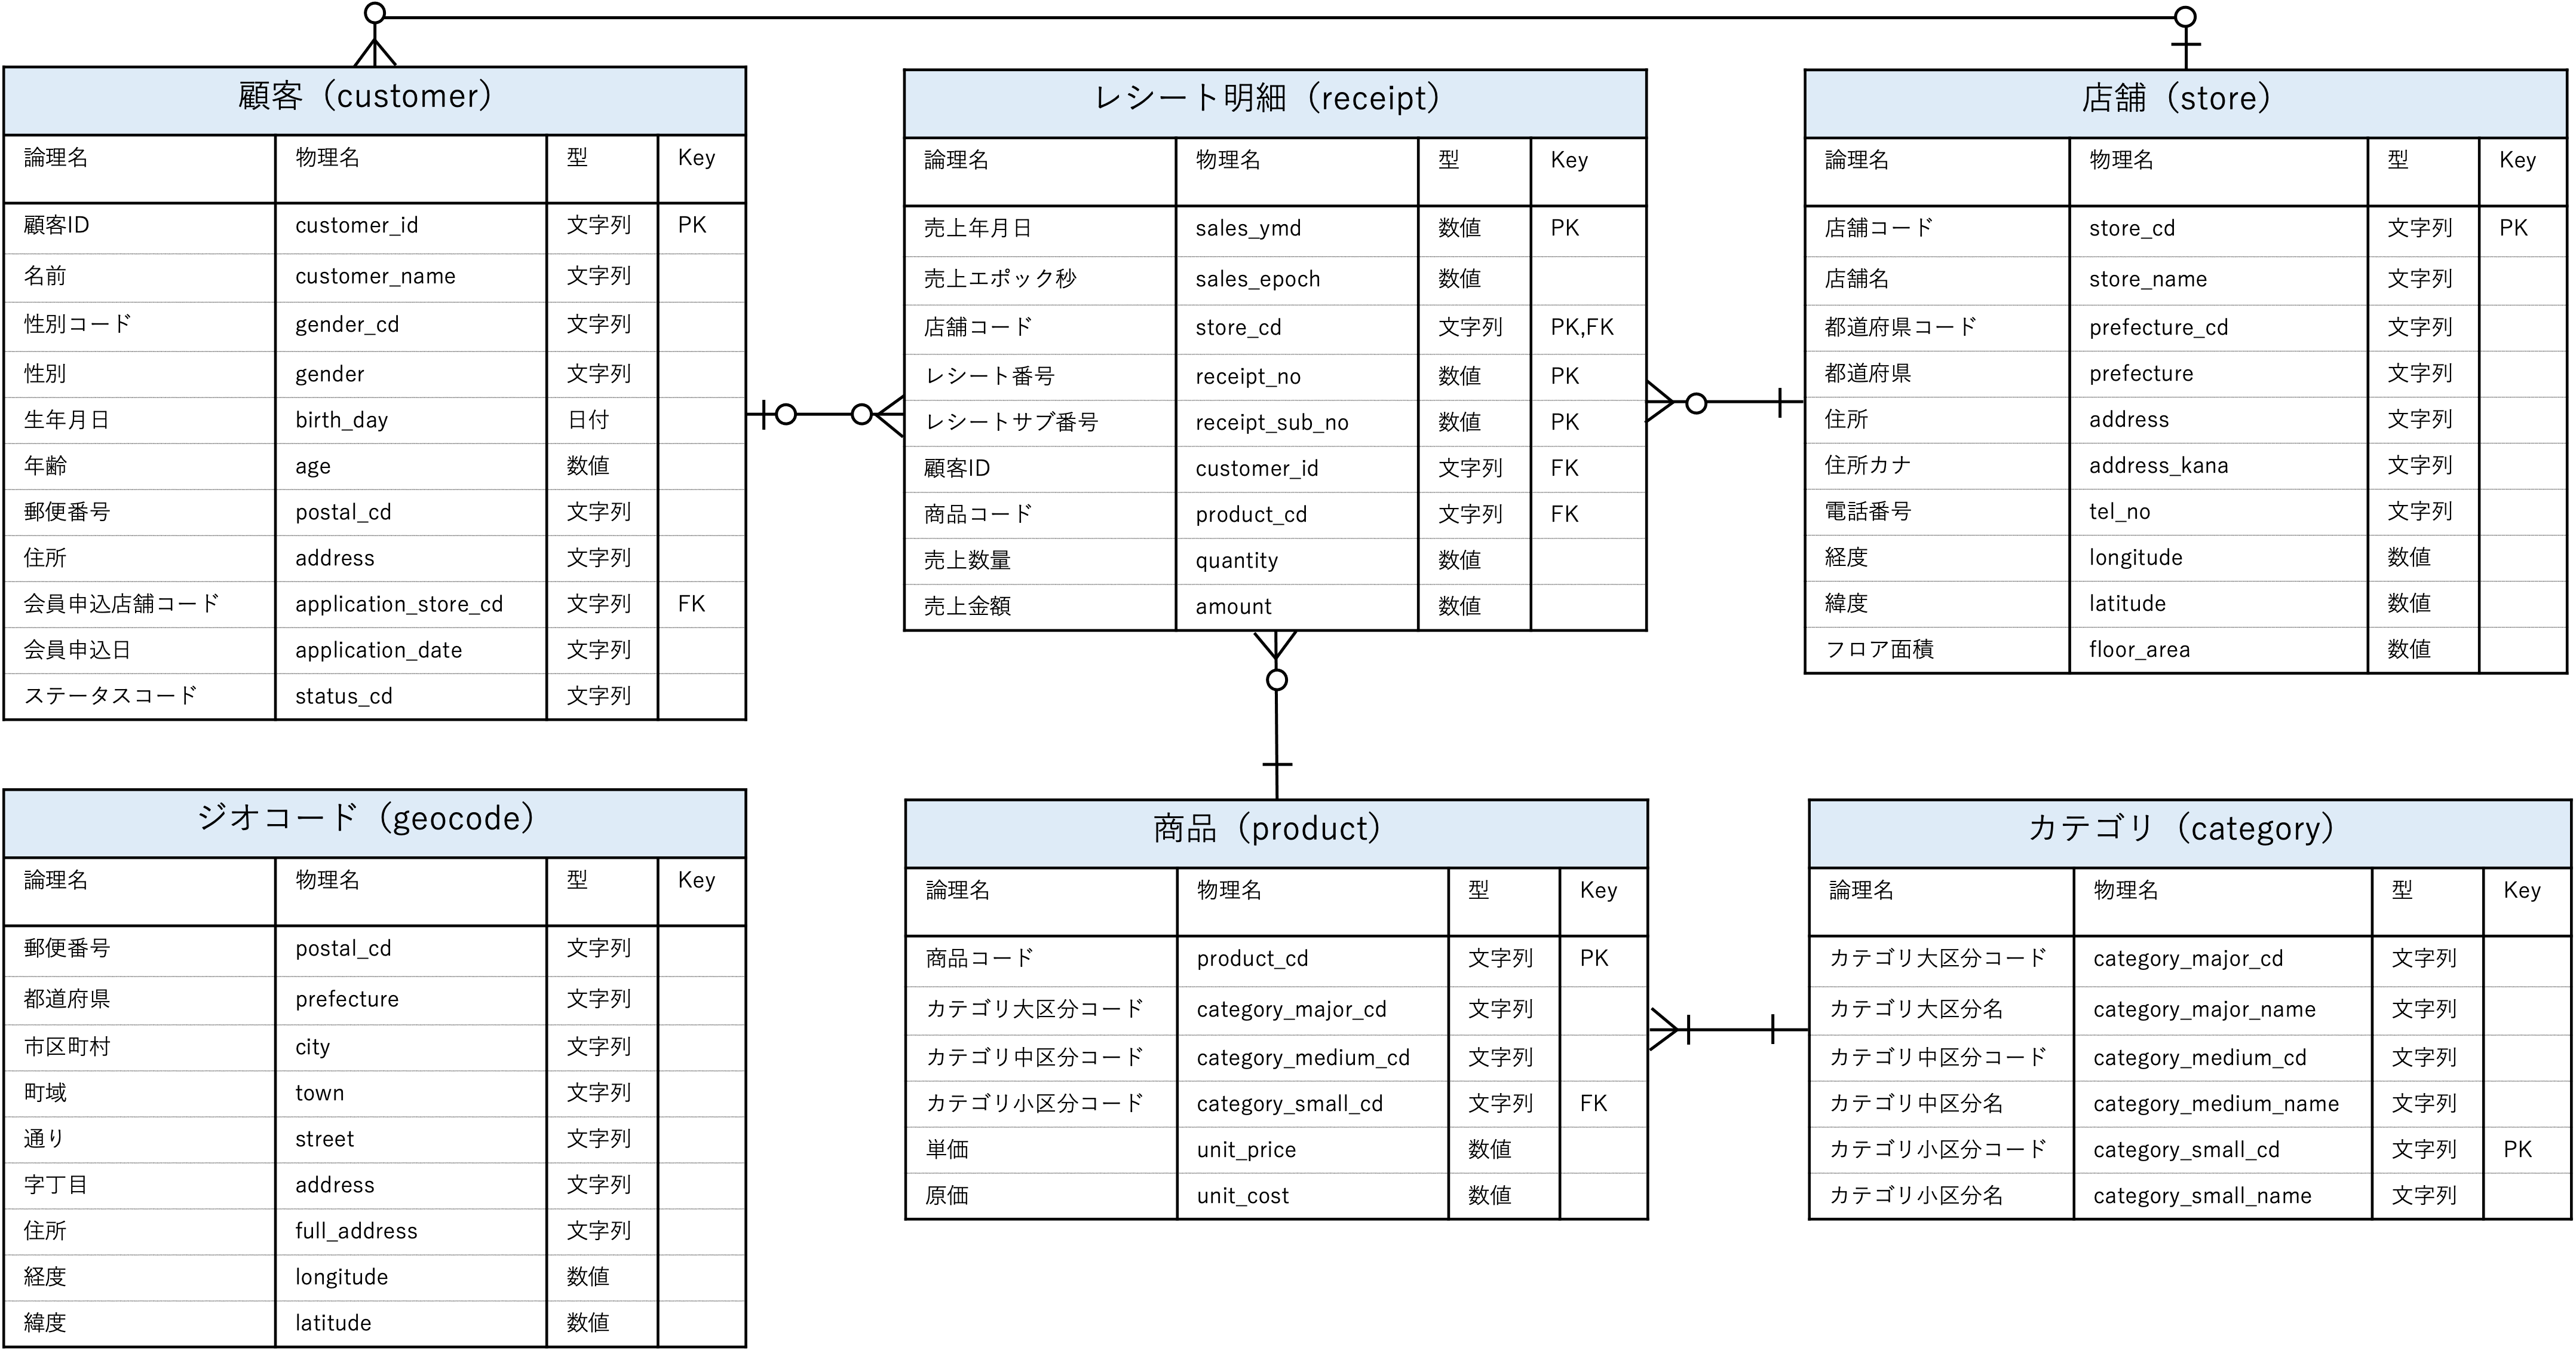 顧客（customer）
論理名 物理名 型 Key
顧客ID customer_id 文字列 PK
名前 customer_name 文字列
性別コード gender_cd 文字列
性別 gender 文字列
生年月日 birth_day 日付
年齢 age 数値
郵便番号 postal_cd 文字列
住所 address 文字列
会員申込店舗コード application_store_cd 文字列 FK
会員申込日 application_date 文字列
ステータスコード status_cd 文字列
レシート明細（receipt）
論理名 物理名 型 Key
売上年月日 sales_ymd 数値 PK
売上エポック秒 sales_epoch 数値
店舗コード store_cd 文字列 PK,FK
レシート番号 receipt_no 数値 PK
レシートサブ番号 receipt_sub_no 数値 PK
顧客ID customer_id 文字列 FK
商品コード product_cd 文字列 FK
売上数量 quantity 数値
売上金額 amount 数値
店舗（store）
論理名 物理名 型 Key
店舗コード store_cd 文字列 PK
店舗名 store_name 文字列
都道府県コード prefecture_cd 文字列
都道府県 prefecture 文字列
住所 address 文字列
住所カナ address_kana 文字列
電話番号 tel_no 文字列
経度 longitude 数値
緯度 latitude 数値
フロア面積 floor_area 数値
ジオコード（geocode）
論理名 物理名 型 Key
郵便番号 postal_cd 文字列
都道府県 prefecture 文字列
市区町村 city 文字列
町域 town 文字列
通り street 文字列
字丁目 address 文字列
住所 full_address 文字列
経度 longitude 数値
緯度 latitude 数値
商品（product）
論理名 物理名 型 Key
商品コード product_cd 文字列 PK
カテゴリ大区分コード category_major_cd 文字列
カテゴリ中区分コード category_medium_cd 文字列
カテゴリ小区分コード category_small_cd 文字列 FK
単価 unit_price 数値
原価 unit_cost 数値
カテゴリ（category）
論理名 物理名 型 Key
カテゴリ大区分コード category_major_cd 文字列
カテゴリ大区分名 category_major_name 文字列
カテゴリ中区分コード category_medium_cd 文字列
カテゴリ中区分名 category_medium_name 文字列
カテゴリ小区分コード category_small_cd 文字列 PK
カテゴリ小区分名 category_small_name 文字列